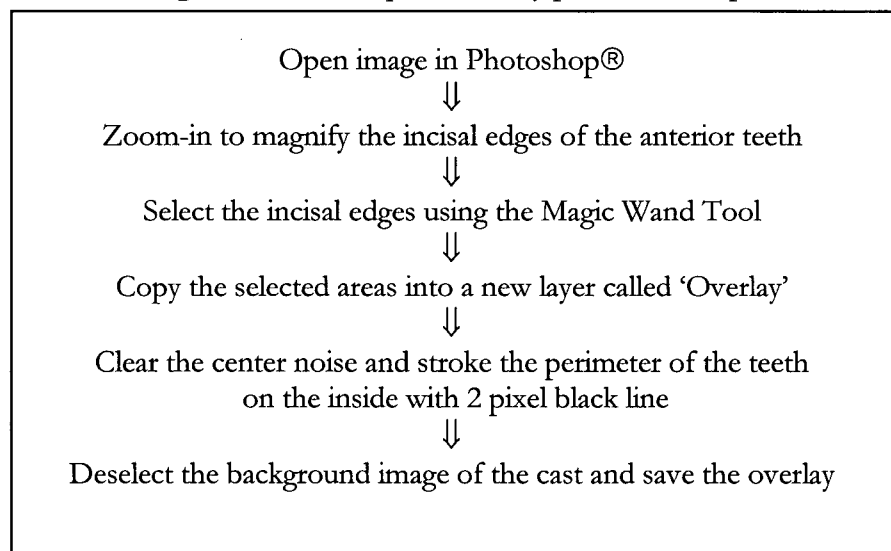 Open image in Photoshop®
⇓
Zoom-in to magnify the incisal edges of the anterior teeth
⇓
Select the incisal edges using the Magic Wand Tool
⇓
Copy the selected areas into a new layer called ‘Overlay’
⇓
Clear the center noise and stroke the perimeter of the teeth
on the inside with 2 pixel black line
⇓
Deselect the background image of the cast and save the overlay